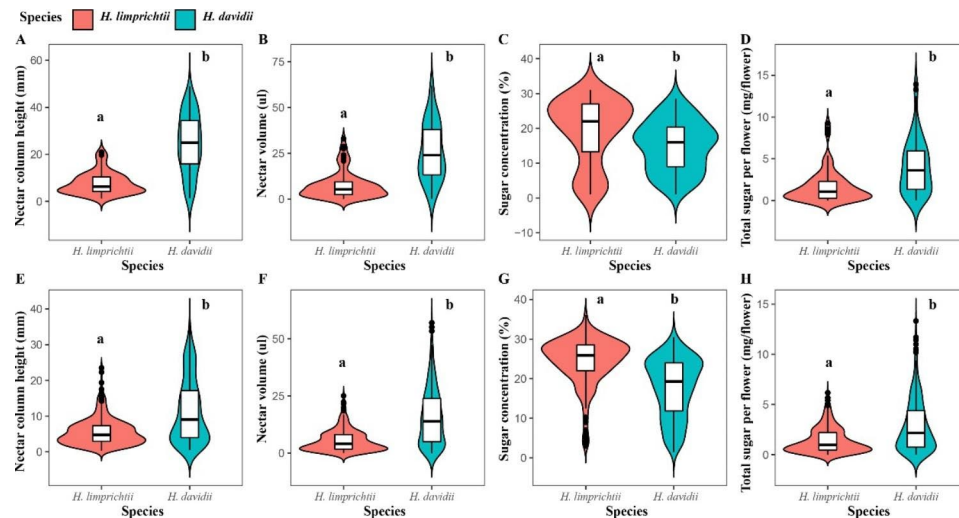 Species H. limprichtii H. davidii
A
Nectar column height (mm)
60
40
20
0
a
b
H. limprichtii H. davidii
Species
B
Nectar volume (ul)
75
50
25
0
a
b
H. limprichtii H. davidii
Species
C
Sugar concentration (%)
40
30
20
10
0
−10
a
b
H. limprichtii H. davidii
Species
D
Total sugar per flower (mg/flower)
15
10
5
0
a
b
H. limprichtii H. davidii
Species
E
Nectar column height (mm)
40
30
20
10
0
a
b
H. limprichtii H. davidii
Species
F
Nectar volume (ul)
50
25
0
a
b
H. limprichtii H. davidii
Species
G
Sugar concentration (%)
40
30
20
10
0
a
b
H. limprichtii H. davidii
Species
H
Total sugar per flower (mg/flower)
15
10
5
0
a
b
H. limprichtii H. davidii
Species